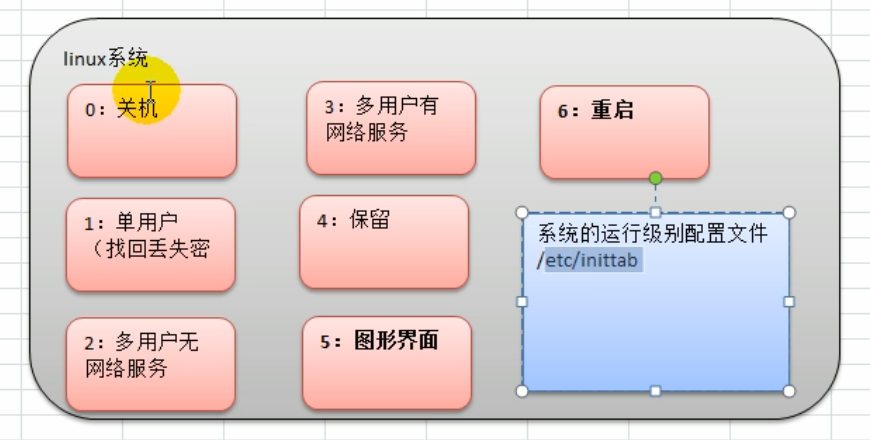 linux系统
0：关机
1：单用户
（找回丢失密
2：多用户无
网络服务
3：多用户有
网络服务
4：保留
5：图形界面
6：重启
系统的运行级别配置文件
/etc/inittab